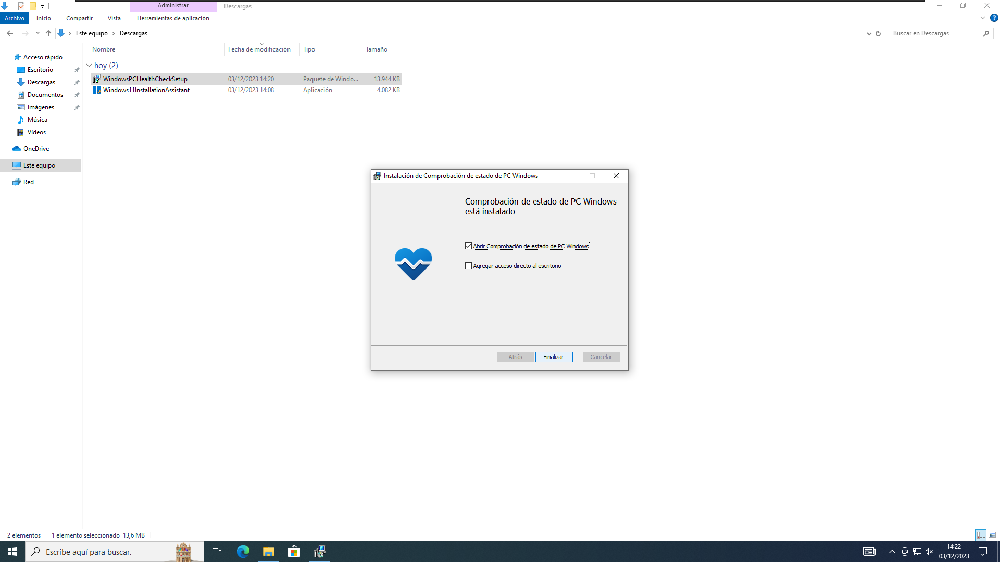 Administrar
Descargas
Archivo
Inicio
Compartir
Vista
Herramientas de aplicación
?
Este equipo
Descargas
Buscar en Descargas
Nombre
Fecha de modificación
Tipo
Tamaño
Acceso rápido
hoy (2)
Escritorio
WindowsPCHealthCheckSetup
03/12/2023 14:20
Paquete de Windo...
13.944 KB
Descargas
Windows11InstallationAssistant
03/12/2023 14:08
Aplicación
4.082 KB
Documentos
Imágenes
Música
Vídeos
OneDrive
Este equipo
Red
Instalación de Comprobación de estado de PC Windows
Comprobación de estado de PC Windows
está instalado
Abrir Comprobación de estado de PC Windows
Agregar acceso directo al escritorio
Atrás
Finalizar
Cancelar
2 elementos
1 elemento seleccionado 13,6 MB
Escribe aquí para buscar.
14:22
03/12/2023